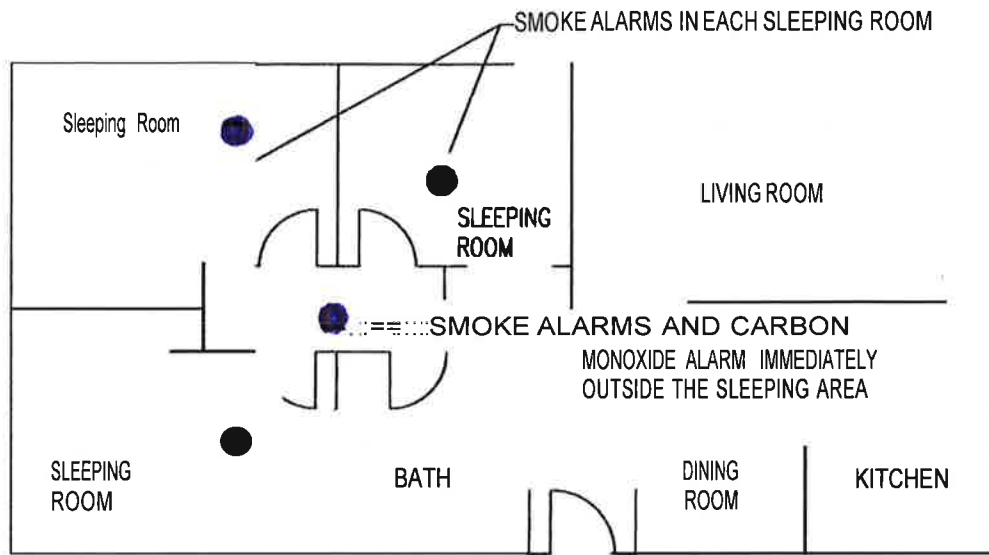 SMOKE ALARMS IN EACH SLEEPING ROOM
Sleeping Room
LIVING ROOM
SLEEPING
ROOM
SMOKE ALARMS AND CARBON
MONOXIDE ALARM IMMEDIATELY
OUTSIDE THE SLEEPING AREA
SLEEPING
ROOM
BATH
DINING
ROOM
KITCHEN